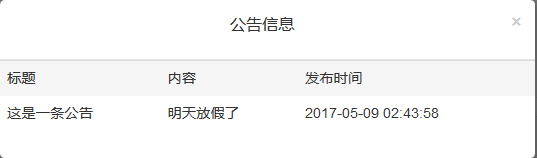 公告信息 ×
标题 内容 发布时间
这是一条公告 明天放假了 2017-05-09 02:43:58